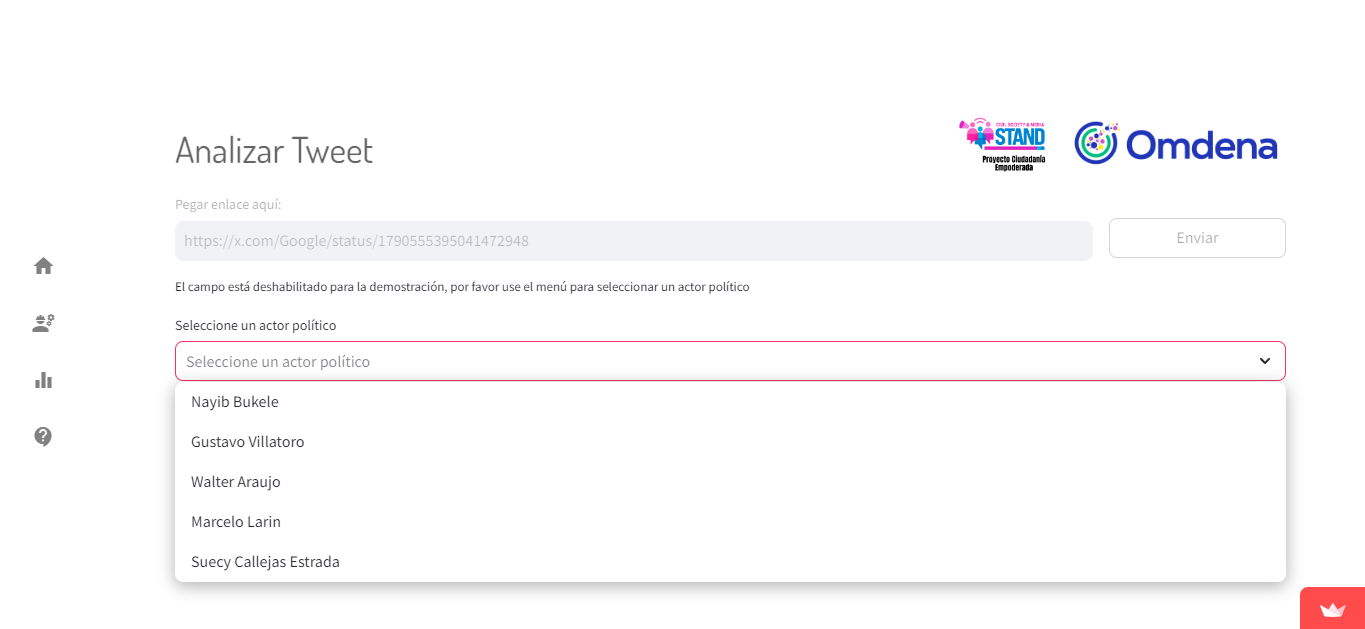 Analizar Tweet
CIVIL SOCIETY & MEDIA
STAND
Proyecto Ciudadanía
Empoderada
Omdena
Pegar enlace aquí:
https://x.com/Google/status/1790555395041472948
Enviar
El campo está deshabilitado para la demostración, por favor use el menú para seleccionar un actor político
Seleccione un actor político
Seleccione un actor político
Nayib Bukele
Gustavo Villatoro
Walter Araujo
Marcelo Larin
Suecy Callejas Estrada